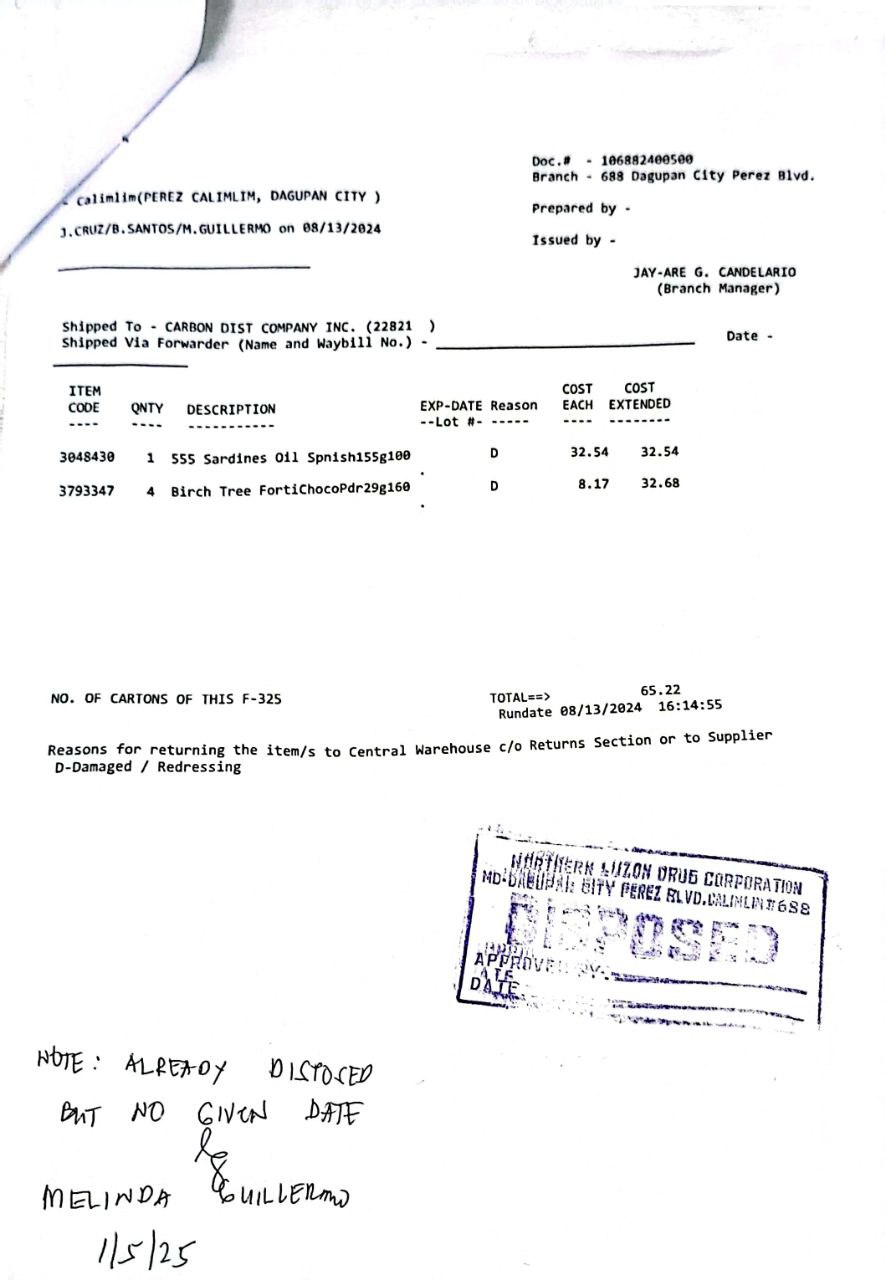 Doc.# - 106882400500
Branch - 688 Dagupan City Perez Blvd.
Calimlim(PEREZ CALIMLIM, DAGUPAN CITY )
Prepared by -
J.CRUZ/B.SANTOS/M.GUILLERMO on 08/13/2024
Issued by -
JAY-ARE G. CANDELARIO
(Branch Manager)
Shipped To - CARBON DIST COMPANY INC. (22821 )
Shipped Via Forwarder (Name and Waybill No.) - Date -
ITEM COST COST
CODE QNTY DESCRIPTION EXP-DATE Reason EACH EXTENDED
---- ---- ----------- --Lot #- ----- ---- --------
3048430 1 555 Sardines Oil Spnish155g100 D 32.54 32.54
.
3793347 4 Birch Tree FortiChocoPdr29g160 D 8.17 32.68
.
NO. OF CARTONS OF THIS F-325 TOTAL==> 65.22
Rundate 08/13/2024 16:14:55
Reasons for returning the item/s to Central Warehouse c/o Returns Section or to Supplier
D-Damaged / Redressing
NORTHERN LUZON DRUG CORPORATION
MD-DAGUPAN CITY PEREZ BLVD.CALIMLIM#688
DISPOSED
APPROVED BY:
DATE
NOTE: ALREADY DISPOSED
BUT NO GIVEN DATE
MELINDA GUILLERMO
1/5/25